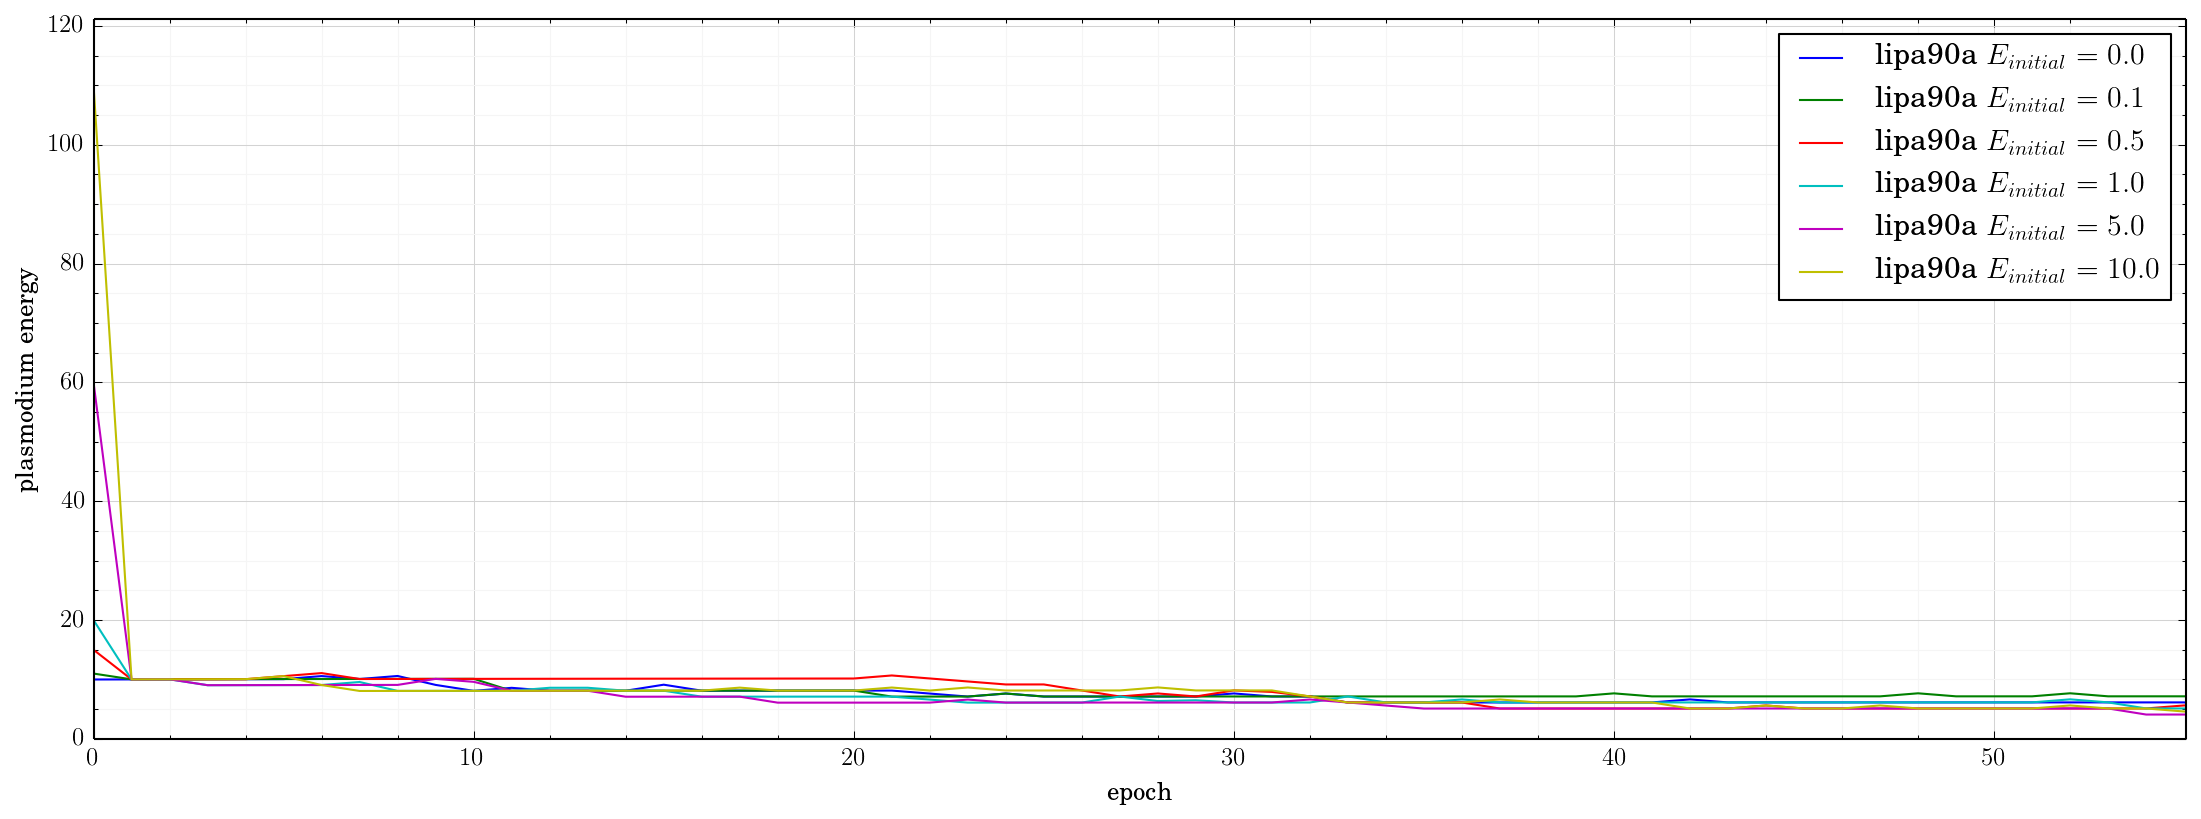 120
100
80
60
40
20
0
plasmodium energy
lipa90a E_initial = 0.0
lipa90a E_initial = 0.1
lipa90a E_initial = 0.5
lipa90a E_initial = 1.0
lipa90a E_initial = 5.0
lipa90a E_initial = 10.0
0 10 20 30 40 50
epoch